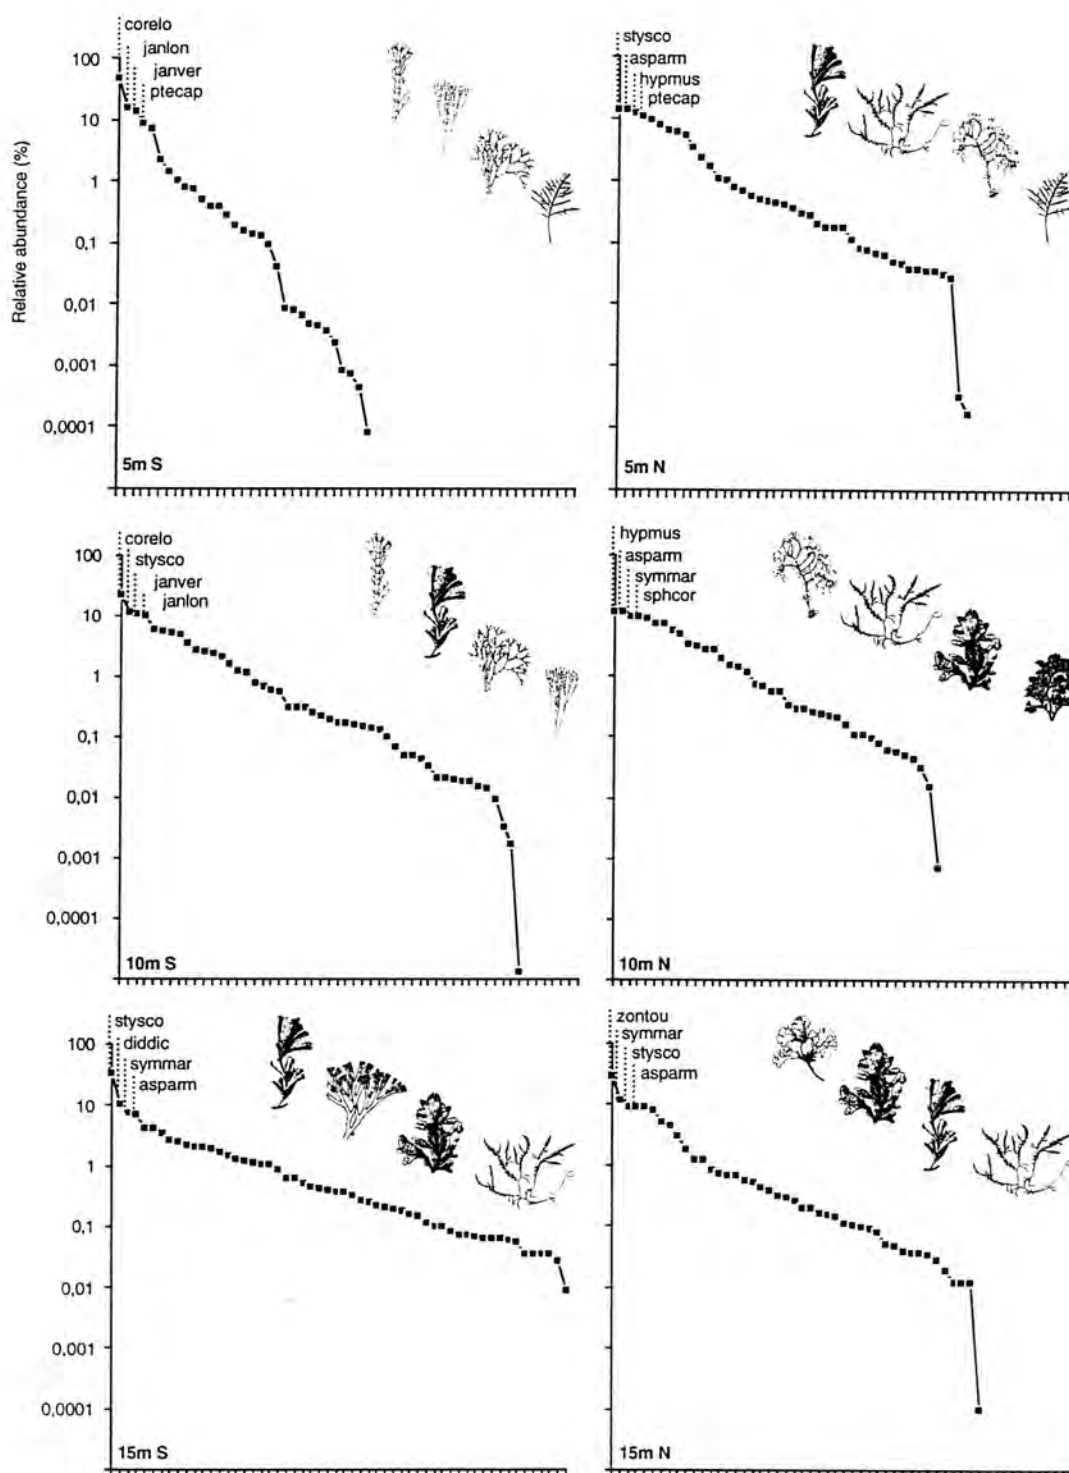 corelo
janlon
janver
ptecap
100
10
1
0,1
0,01
0,001
0,0001
Relative abundance (%)
5m S
stysco
asparm
hypmus
ptecap
5m N
corelo
stysco
janver
janlon
100
10
1
0,1
0,01
0,001
0,0001
10m S
hypmus
asparm
symmar
sphcor
10m N
stysco
diddic
symmar
asparm
100
10
1
0,1
0,01
0,001
0,0001
15m S
zontou
symmar
stysco
asparm
15m N